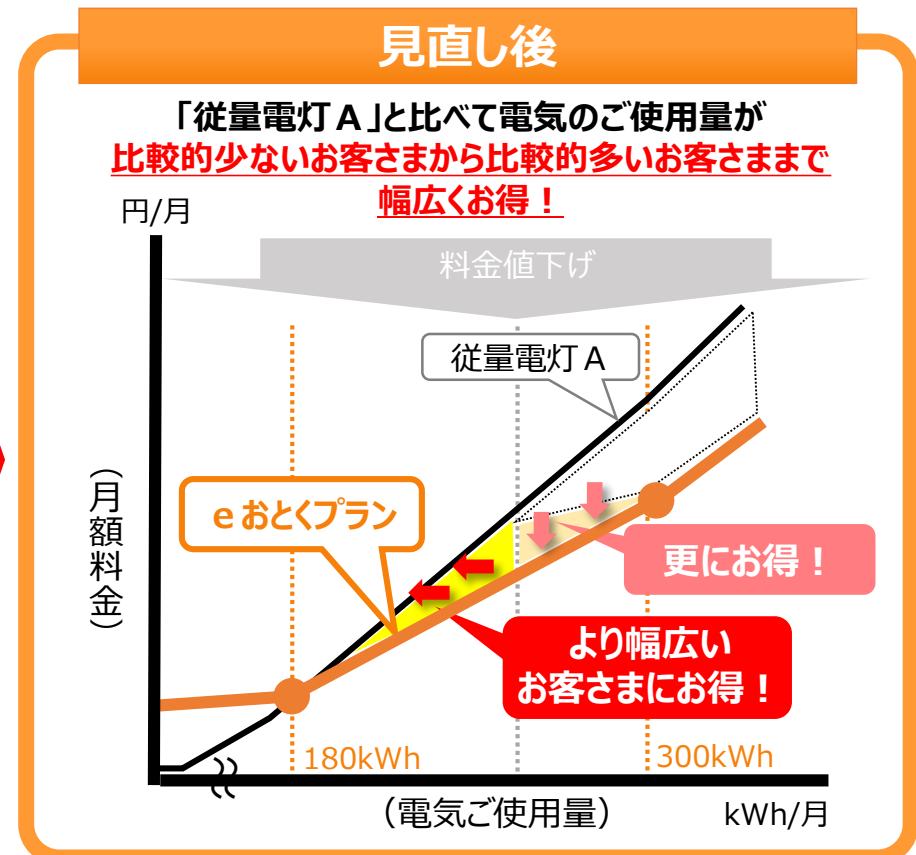 見直し後
「従量電灯A」と比べて電気のご使用量が
比較的少ないお客さまから比較的多いお客さままで
幅広くお得！
円/月
料金値下げ
従量電灯A
(月額料金)
eおとくプラン
更にお得！
より幅広い
お客さまにお得！
180kWh
300kWh
(電気ご使用量)
kWh/月